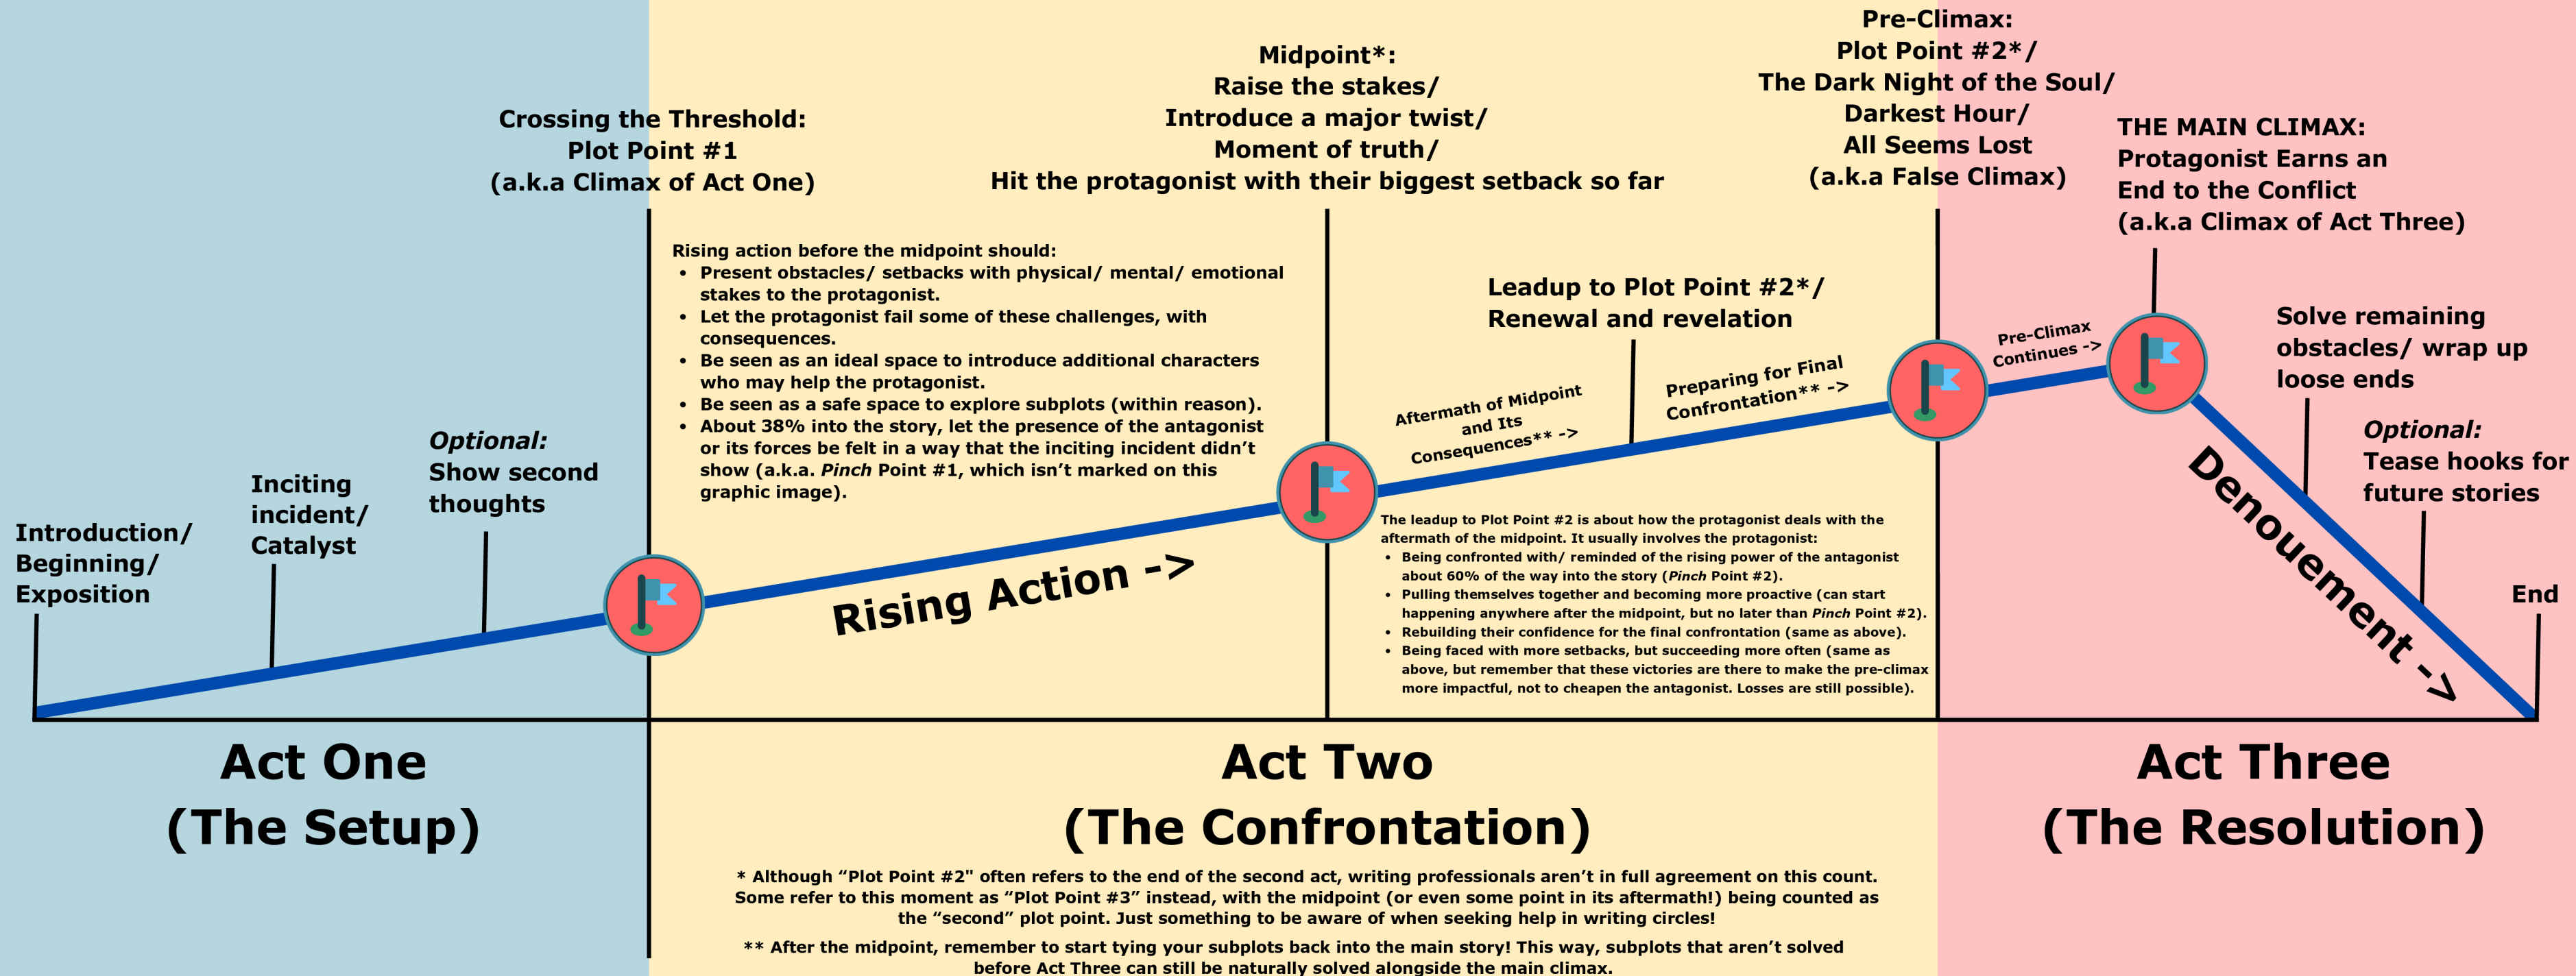 Introduction/
Beginning/
Exposition
Inciting
incident/
Catalyst
Optional:
Show second
thoughts
Crossing the Threshold:
Plot Point #1
(a.k.a Climax of Act One)
Rising action before the midpoint should:
• Present obstacles/ setbacks with physical/ mental/ emotional
stakes to the protagonist.
• Let the protagonist fail some of these challenges, with
consequences.
• Be seen as an ideal space to introduce additional characters
who may help the protagonist.
• Be seen as a safe space to explore subplots (within reason).
• About 38% into the story, let the presence of the antagonist
or its forces be felt in a way that the inciting incident didn’t
show (a.k.a. Pinch Point #1, which isn’t marked on this
graphic image).
Rising Action ->
Midpoint*:
Raise the stakes/
Introduce a major twist/
Moment of truth/
Hit the protagonist with their biggest setback so far
Aftermath of Midpoint
and Its
Consequences** ->
Leadup to Plot Point #2*/
Renewal and revelation
Preparing for Final
Confrontation** ->
The leadup to Plot Point #2 is about how the protagonist deals with the
aftermath of the midpoint. It usually involves the protagonist:
• Being confronted with/ reminded of the rising power of the antagonist
about 60% of the way into the story (Pinch Point #2).
• Pulling themselves together and becoming more proactive (can start
happening anywhere after the midpoint, but no later than Pinch Point #2).
• Rebuilding their confidence for the final confrontation (same as above).
• Being faced with more setbacks, but succeeding more often (same as
above, but remember that these victories are there to make the pre-climax
more impactful, not to cheapen the antagonist. Losses are still possible).
Pre-Climax:
Plot Point #2*/
The Dark Night of the Soul/
Darkest Hour/
All Seems Lost
(a.k.a False Climax)
Pre-Climax
Continues ->
THE MAIN CLIMAX:
Protagonist Earns an
End to the Conflict
(a.k.a Climax of Act Three)
Solve remaining
obstacles/ wrap up
loose ends
Optional:
Tease hooks for
future stories
Denouement ->
End
Act One
(The Setup)
Act Two
(The Confrontation)
Act Three
(The Resolution)
* Although “Plot Point #2" often refers to the end of the second act, writing professionals aren’t in full agreement on this count.
Some refer to this moment as “Plot Point #3” instead, with the midpoint (or even some point in its aftermath!) being counted as
the “second” plot point. Just something to be aware of when seeking help in writing circles!
** After the midpoint, remember to start tying your subplots back into the main story! This way, subplots that aren’t solved
before Act Three can still be naturally solved alongside the main climax.